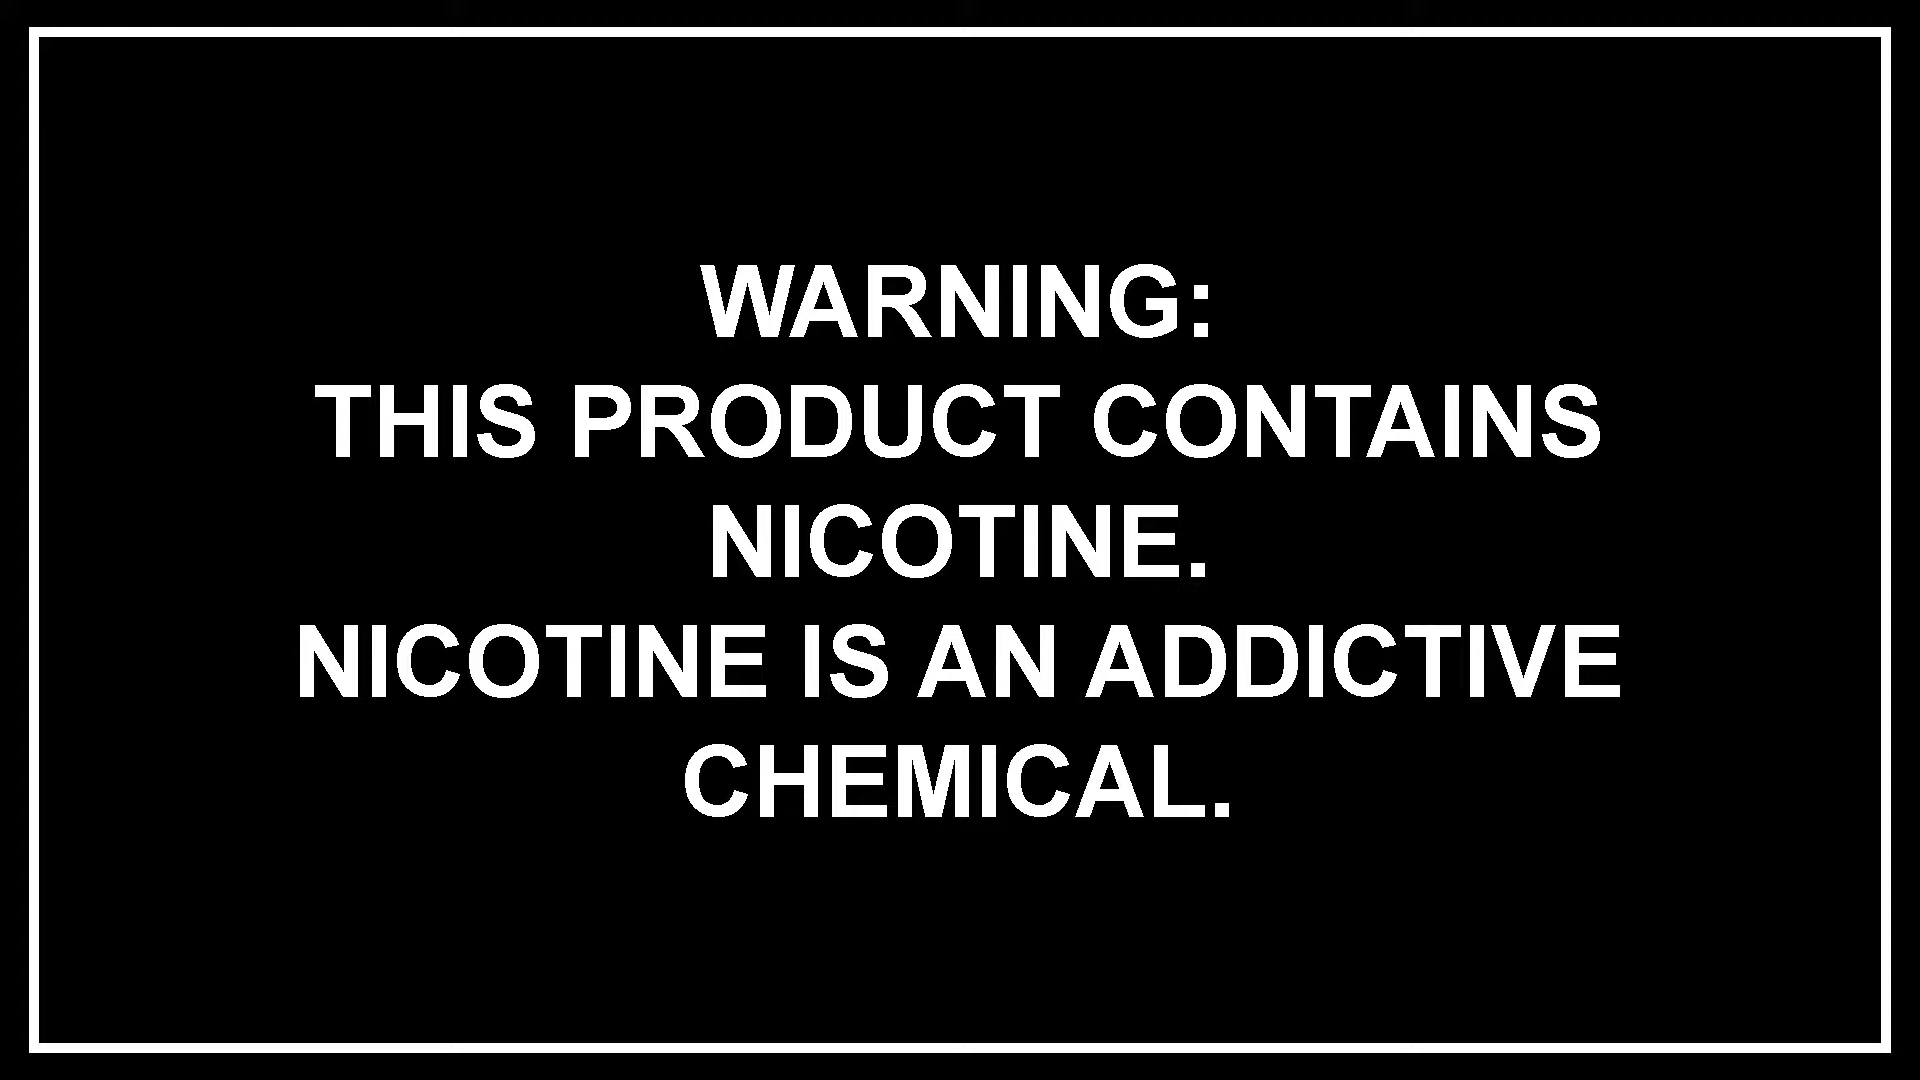 WARNING:
THIS PRODUCT CONTAINS
NICOTINE.
NICOTINE IS AN ADDICTIVE
CHEMICAL.